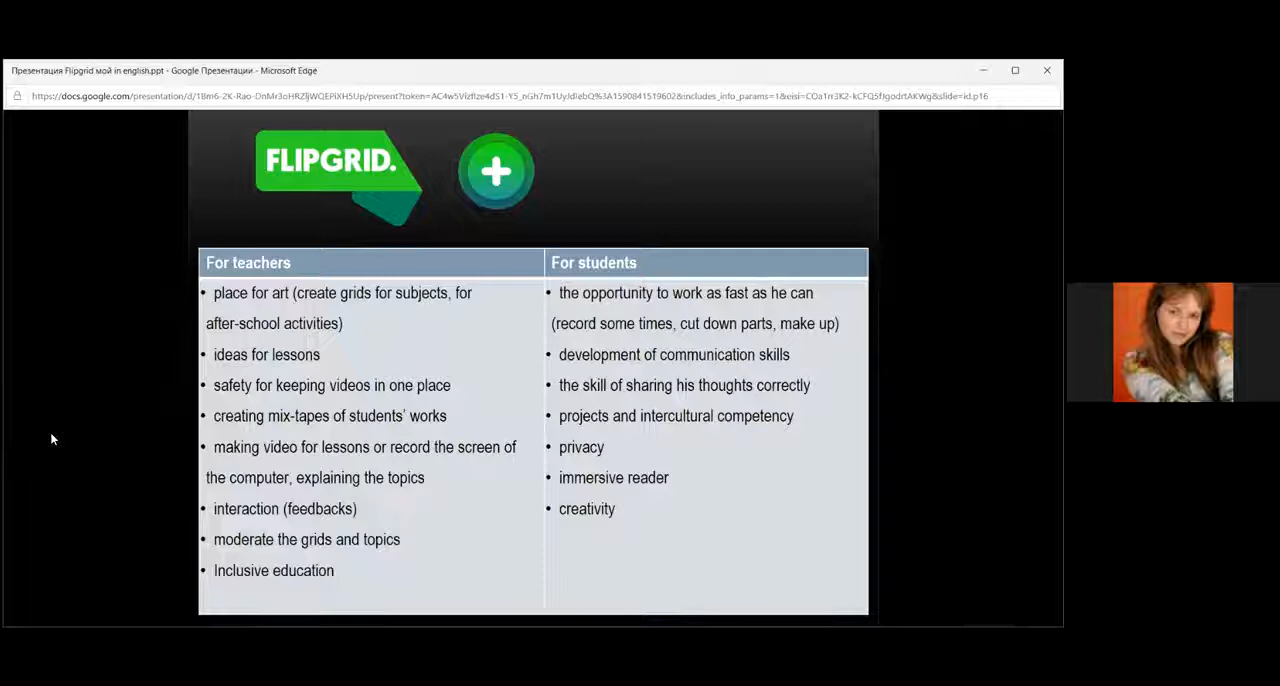 Презентация Flipgrid мой in english.ppt - Google Презентации - Microsoft Edge
FLIPGRID.
For teachers
For students
• place for art (create grids for subjects, for
after-school activities)
• ideas for lessons
• safety for keeping videos in one place
• creating mix-tapes of students’ works
• making video for lessons or record the screen of
the computer, explaining the topics
• interaction (feedbacks)
• moderate the grids and topics
• Inclusive education
• the opportunity to work as fast as he can
(record some times, cut down parts, make up)
• development of communication skills
• the skill of sharing his thoughts correctly
• projects and intercultural competency
• privacy
• immersive reader
• creativity